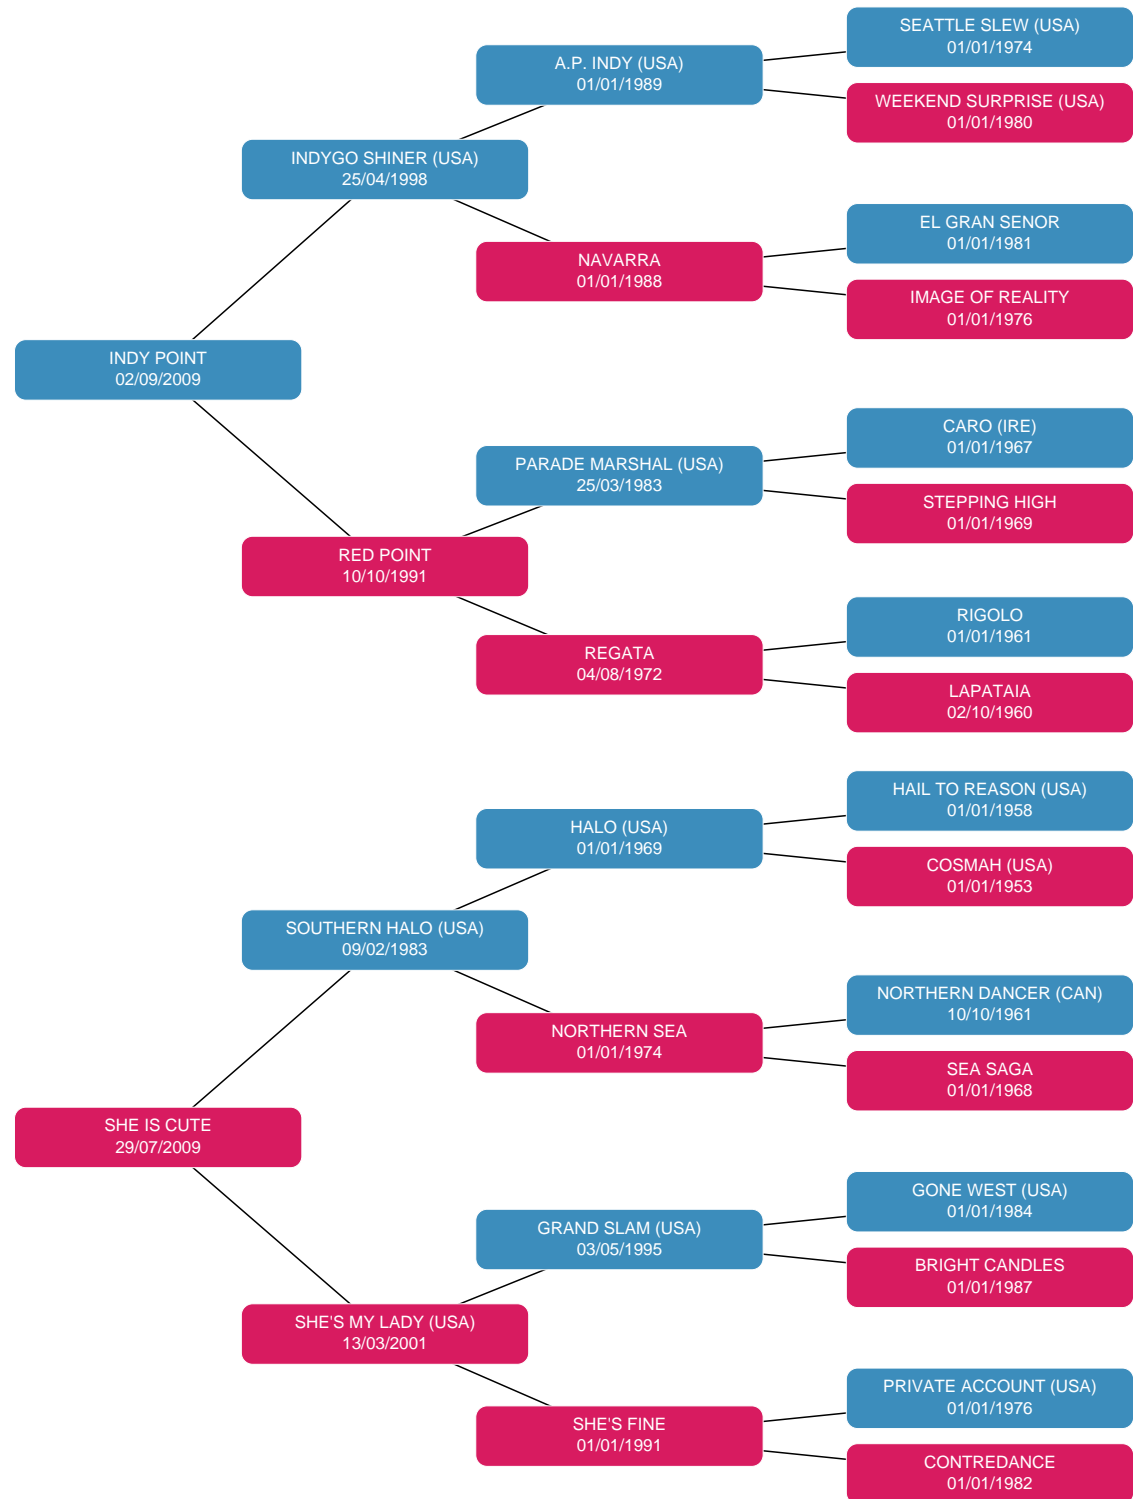 SEATTLE SLEW (USA)
01/01/1974
A.P. INDY (USA)
01/01/1989
WEEKEND SURPRISE (USA)
01/01/1980
INDYGO SHINER (USA)
25/04/1998
EL GRAN SENOR
01/01/1981
NAVARRA
01/01/1988
IMAGE OF REALITY
01/01/1976
INDY POINT
02/09/2009
CARO (IRE)
01/01/1967
PARADE MARSHAL (USA)
25/03/1983
STEPPING HIGH
01/01/1969
RED POINT
10/10/1991
RIGOLO
01/01/1961
REGATA
04/08/1972
LAPATAIA
02/10/1960
HAIL TO REASON (USA)
01/01/1958
HALO (USA)
01/01/1969
COSMAH (USA)
01/01/1953
SOUTHERN HALO (USA)
09/02/1983
NORTHERN DANCER (CAN)
10/10/1961
NORTHERN SEA
01/01/1974
SEA SAGA
01/01/1968
SHE IS CUTE
29/07/2009
GONE WEST (USA)
01/01/1984
GRAND SLAM (USA)
03/05/1995
BRIGHT CANDLES
01/01/1987
SHE'S MY LADY (USA)
13/03/2001
PRIVATE ACCOUNT (USA)
01/01/1976
SHE'S FINE
01/01/1991
CONTREDANCE
01/01/1982